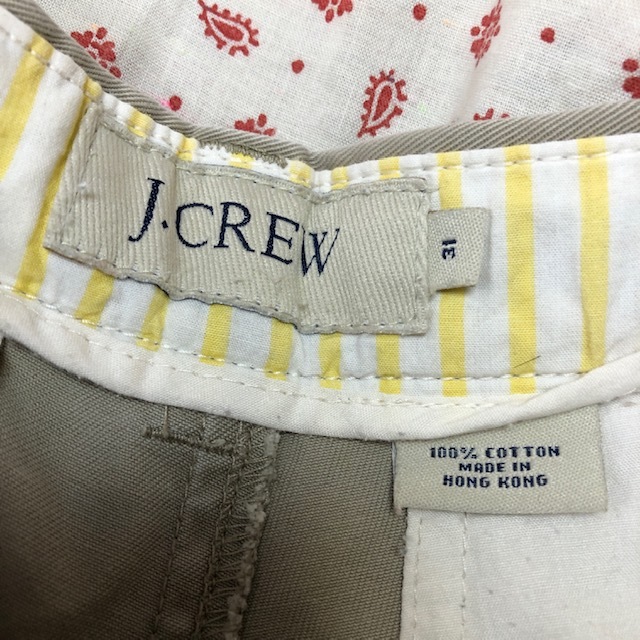 J.CREW
31
100% COTTON
MADE IN
HONG KONG